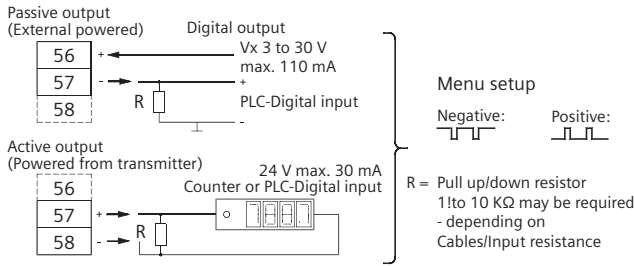 Passive output
(External powered)
Digital output
56
+
Vx 3 to 30 V
max. 110 mA
57
-
+
58
R
PLC-Digital input
-
Active output
(Powered from transmitter)
24 V max. 30 mA
Counter or PLC-Digital input
56
57
+
58
-
R
Menu setup
Negative:
Positive:
R = Pull up/down resistor
1!to 10 KΩ may be required
- depending on
Cables/Input resistance